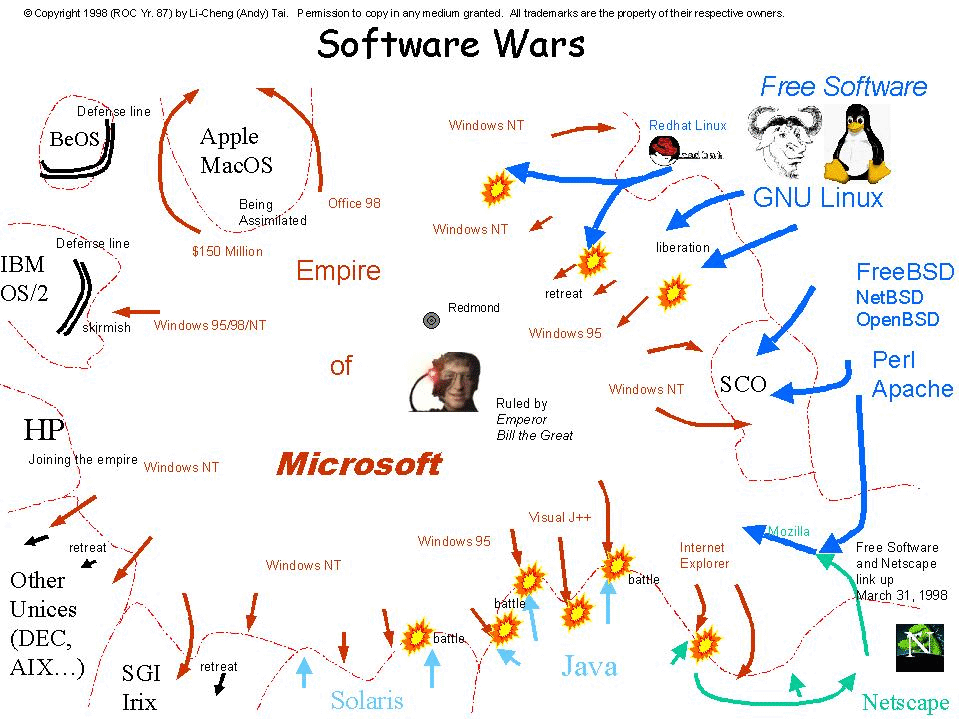 © Copyright 1998 (ROC Yr. 87) by Li-Cheng (Andy) Tai.   Permission to copy in any medium granted.  All trademarks are the property of their respective owners.
Software Wars
Free Software
Defense line
BeOS
Apple
MacOS
Windows NT
Redhat Linux
Being
Assimilated
Office 98
GNU Linux
Windows NT
Defense line
$150 Million
liberation
IBM
OS/2
Empire
FreeBSD
NetBSD
OpenBSD
retreat
Redmond
skirmish
Windows 95/98/NT
Windows 95
of
Perl
Apache
SCO
Windows NT
Ruled by
Emperor
Bill the Great
HP
Joining the empire
Windows NT
Microsoft
Visual J++
Mozilla
Windows 95
Internet
Explorer
retreat
Free Software
and Netscape
link up
March 31, 1998
Windows NT
Other
Unices
(DEC,
AIX…)
battle
battle
battle
N
SGI
Irix
retreat
Java
Solaris
Netscape